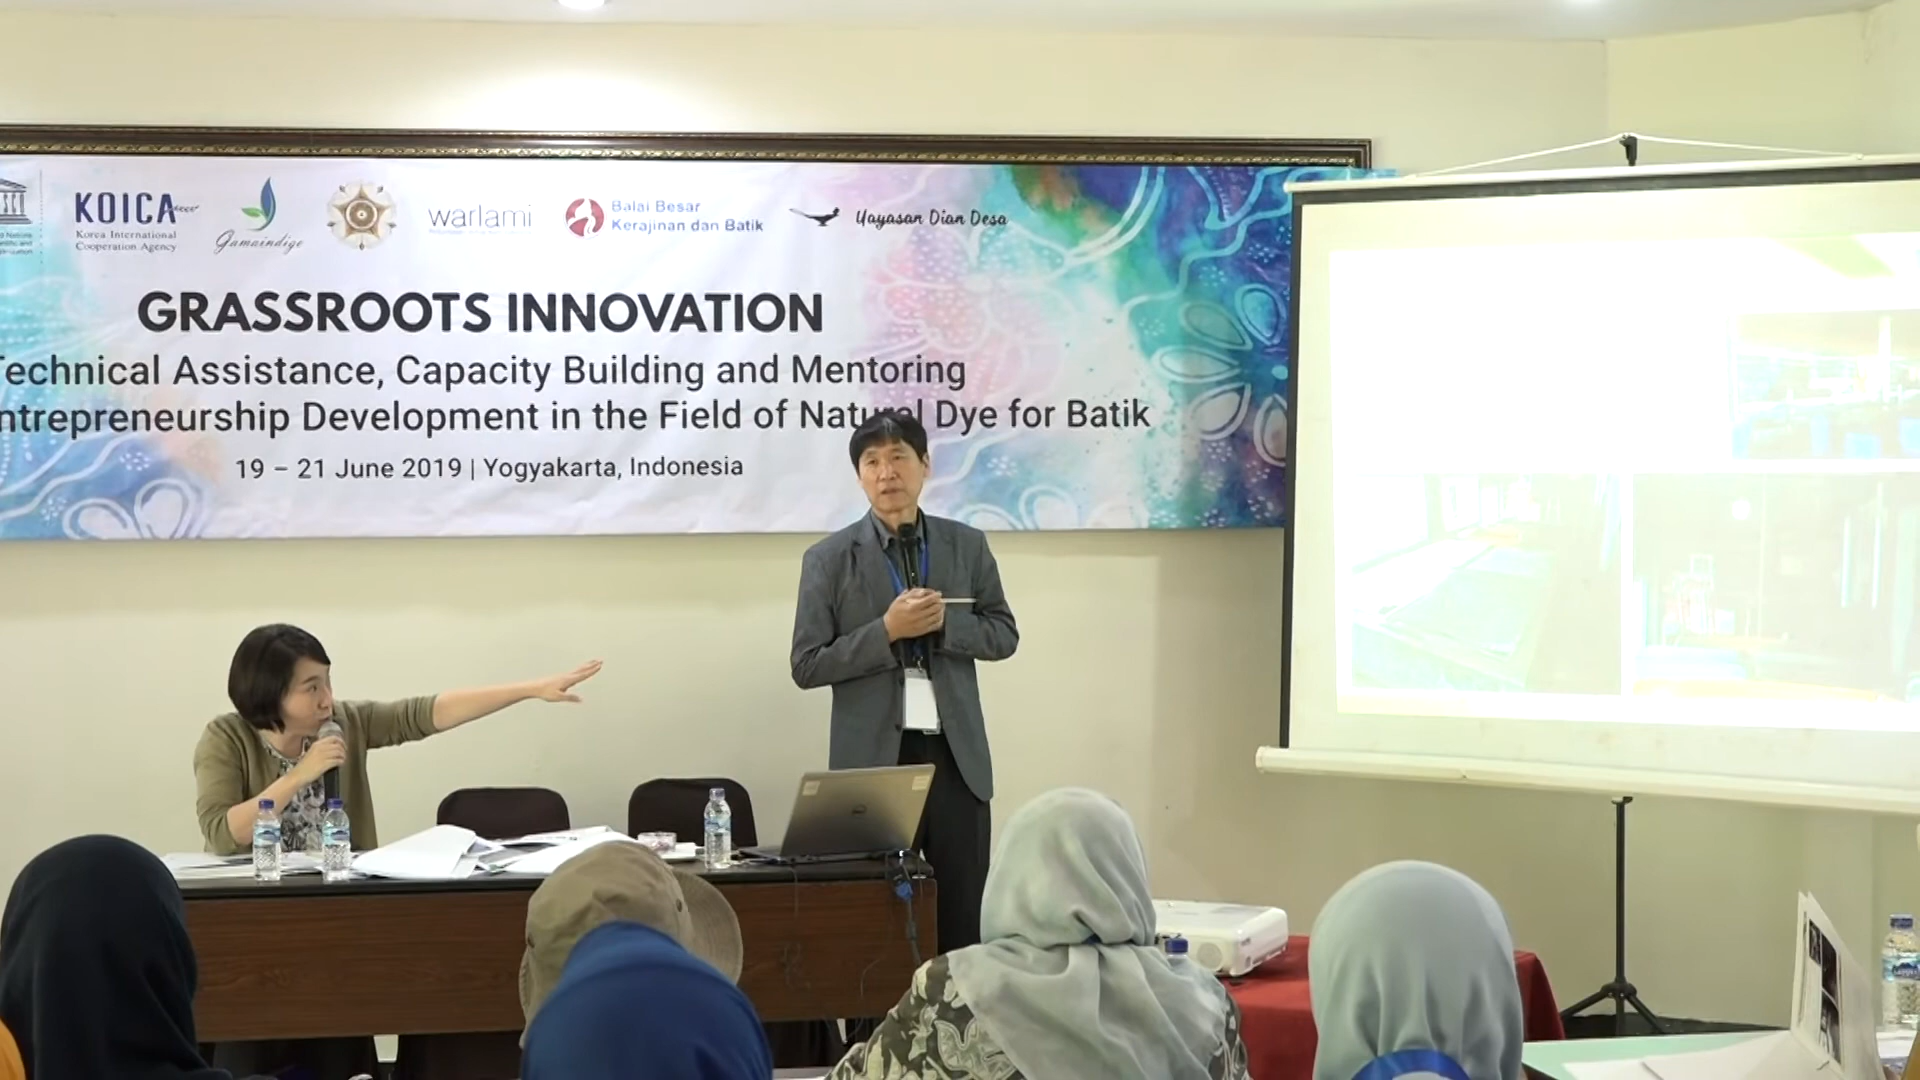 KOICA
Korea International
Cooperation Agency
Gamaindigo
warlami
Balai Besar
Kerajinan dan Batik
Yayasan Dian Desa
GRASSROOTS INNOVATION
Technical Assistance, Capacity Building and Mentoring
ntrepreneurship Development in the Field of Natural Dye for Batik
19 – 21 June 2019 | Yogyakarta, Indonesia